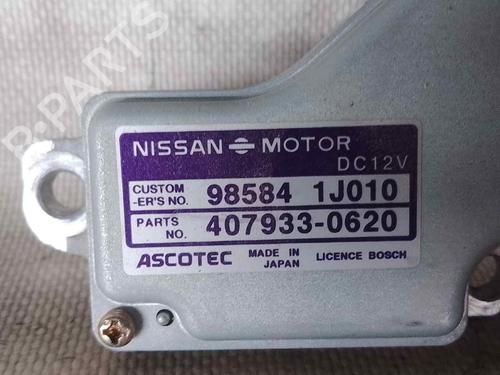 B-PARTS
NISSAN MOTOR
DC12V
CUSTOM -ER'S NO. 98584 1J010
PARTS NO. 407933-0620
ASCOTEC MADE IN JAPAN LICENCE BOSCH